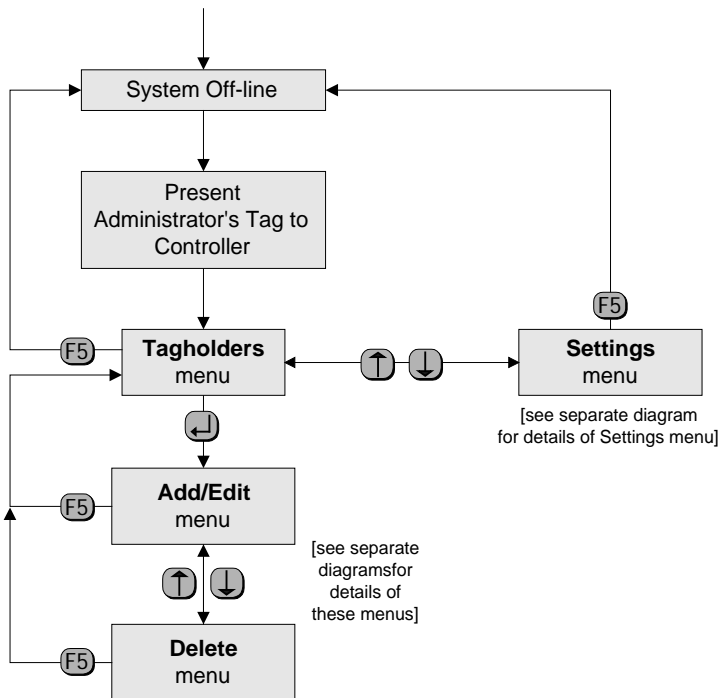 System Off-line
Present
Administrator's Tag to
Controller
F5
F5
Tagholders
menu
↑ ↓
Settings
menu
[see separate diagram
for details of Settings menu]
↵
F5
Add/Edit
menu
[see separate
diagramsfor
details of
these menus]
↑ ↓
F5
Delete
menu